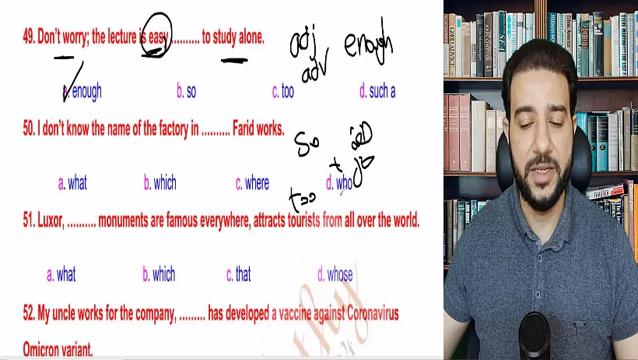 49. Don't worry; the lecture is easy .......... to study alone.
a. enough b. so c. too d. such a
adj enough
adv
50. I don't know the name of the factory in .......... Farid works.
so
a. what b. which c. where d. who
too
51. Luxor, ......... monuments are famous everywhere, attracts tourists from all over the world.
a. what b. which c. that d. whose
52. My uncle works for the company, ......... has developed a vaccine against Coronavirus
Omicron variant.